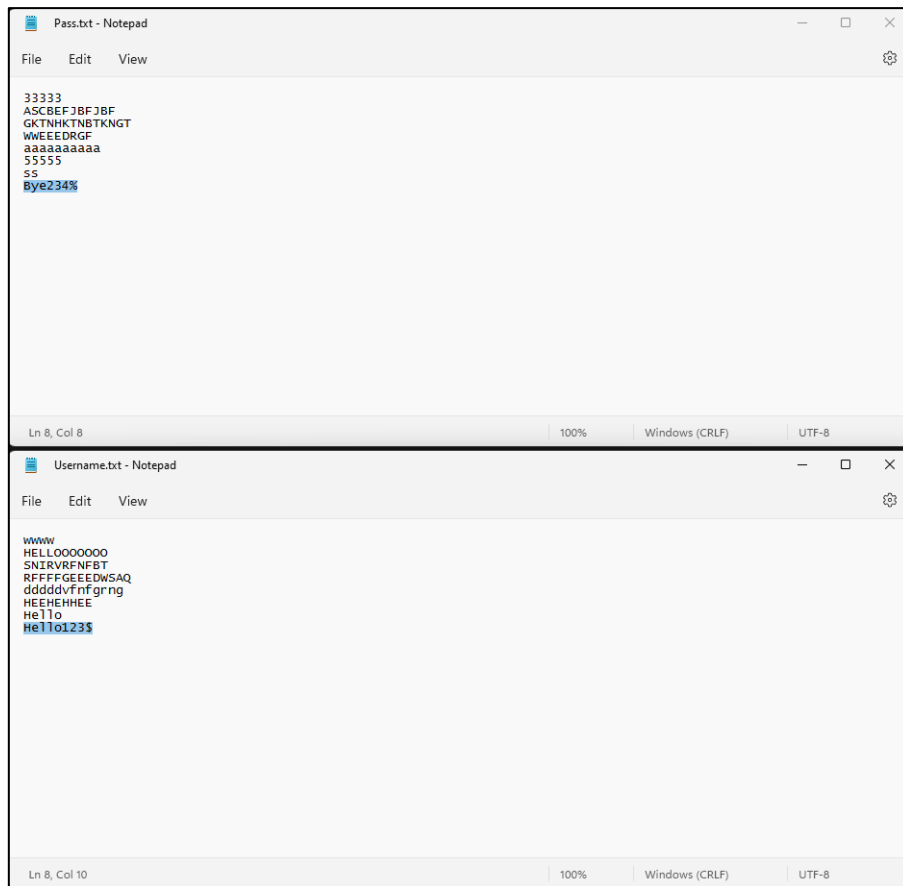 Pass.txt - Notepad
File Edit View
33333
ASCBEFJBFJBF
GKTNHKTNBTKNGT
WWEEEDRGF
aaaaaaaaaa
55555
ss
Bye234%
Ln 8, Col 8 100% Windows (CRLF) UTF-8
Username.txt - Notepad
File Edit View
wwww
HELLOOOOOOO
SNIRVRFNFBT
RFFFFGEEEDWSAQ
dddddvfnfgrng
HEEHEHHEE
Hello
Hello123$
Ln 8, Col 10 100% Windows (CRLF) UTF-8